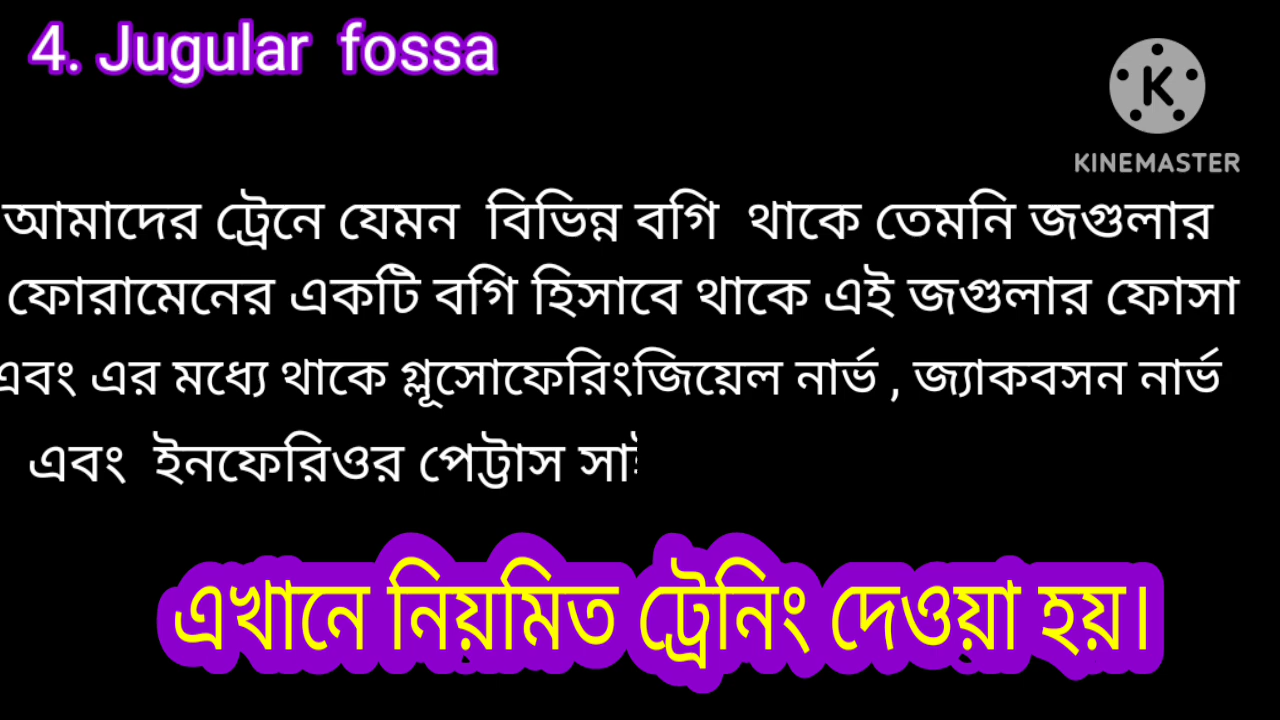 4. Jugular fossa
KINEMASTER
আমাদের ট্রেনে যেমন বিভিন্ন বগি থাকে তেমনি জগুলার
ফোরামেনের একটি বগি হিসাবে থাকে এই জগুলার ফোসা
এবং এর মধ্যে থাকে গ্লূসোফেরিংজিয়েল নার্ভ , জ্যাকবসন নার্ভ
এবং ইনফেরিওর পেট্টাস
এখানে নিয়মিত ট্রেনিং দেওয়া হয়।